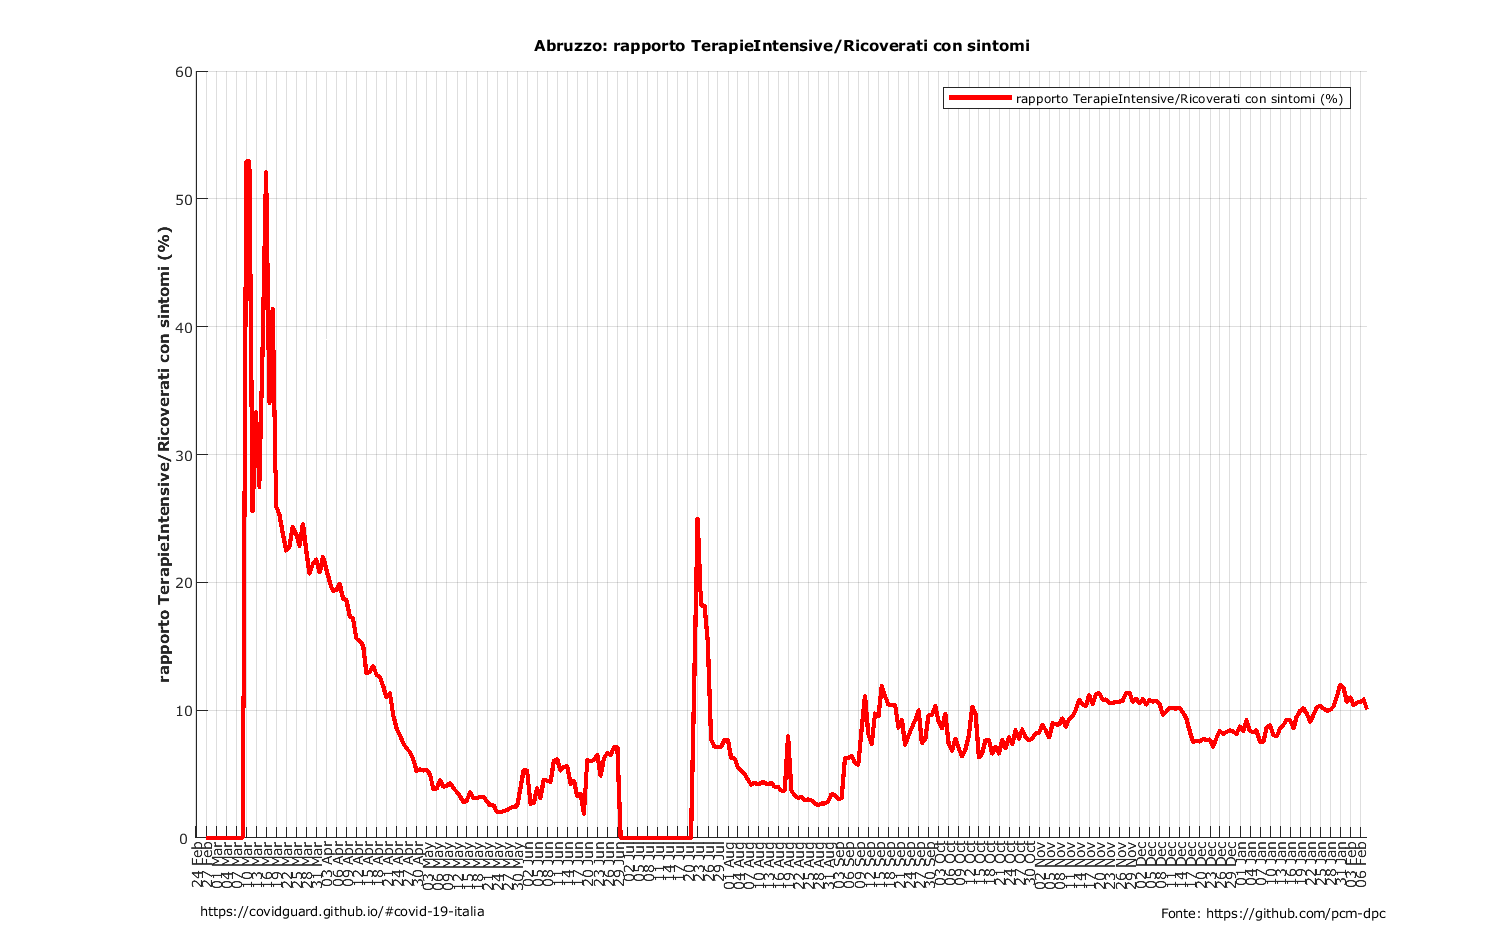 Abruzzo: rapporto TerapieIntensive/Ricoverati con sintomi
rapporto TerapieIntensive/Ricoverati con sintomi (%)
rapporto TerapieIntensive/Ricoverati con sintomi (%)
60
50
40
30
20
10
0
24 Feb
27 Feb
01 Mar
04 Mar
07 Mar
10 Mar
13 Mar
16 Mar
19 Mar
22 Mar
25 Mar
28 Mar
31 Mar
03 Apr
06 Apr
09 Apr
12 Apr
15 Apr
18 Apr
21 Apr
24 Apr
27 Apr
30 Apr
03 May
06 May
09 May
12 May
15 May
18 May
21 May
24 May
27 May
30 May
02 Jun
05 Jun
08 Jun
11 Jun
14 Jun
17 Jun
20 Jun
23 Jun
26 Jun
29 Jun
02 Jul
05 Jul
08 Jul
11 Jul
14 Jul
17 Jul
20 Jul
23 Jul
26 Jul
29 Jul
01 Aug
04 Aug
07 Aug
10 Aug
13 Aug
16 Aug
19 Aug
22 Aug
25 Aug
28 Aug
31 Aug
03 Sep
06 Sep
09 Sep
12 Sep
15 Sep
18 Sep
21 Sep
24 Sep
27 Sep
30 Sep
03 Oct
06 Oct
09 Oct
12 Oct
15 Oct
18 Oct
21 Oct
24 Oct
27 Oct
30 Oct
02 Nov
05 Nov
08 Nov
11 Nov
14 Nov
17 Nov
20 Nov
23 Nov
26 Nov
29 Nov
02 Dec
05 Dec
08 Dec
11 Dec
14 Dec
17 Dec
20 Dec
23 Dec
26 Dec
29 Dec
01 Jan
04 Jan
07 Jan
10 Jan
13 Jan
16 Jan
19 Jan
22 Jan
25 Jan
28 Jan
31 Jan
03 Feb
06 Feb
https://covidguard.github.io/#covid-19-italia
Fonte: https://github.com/pcm-dpc